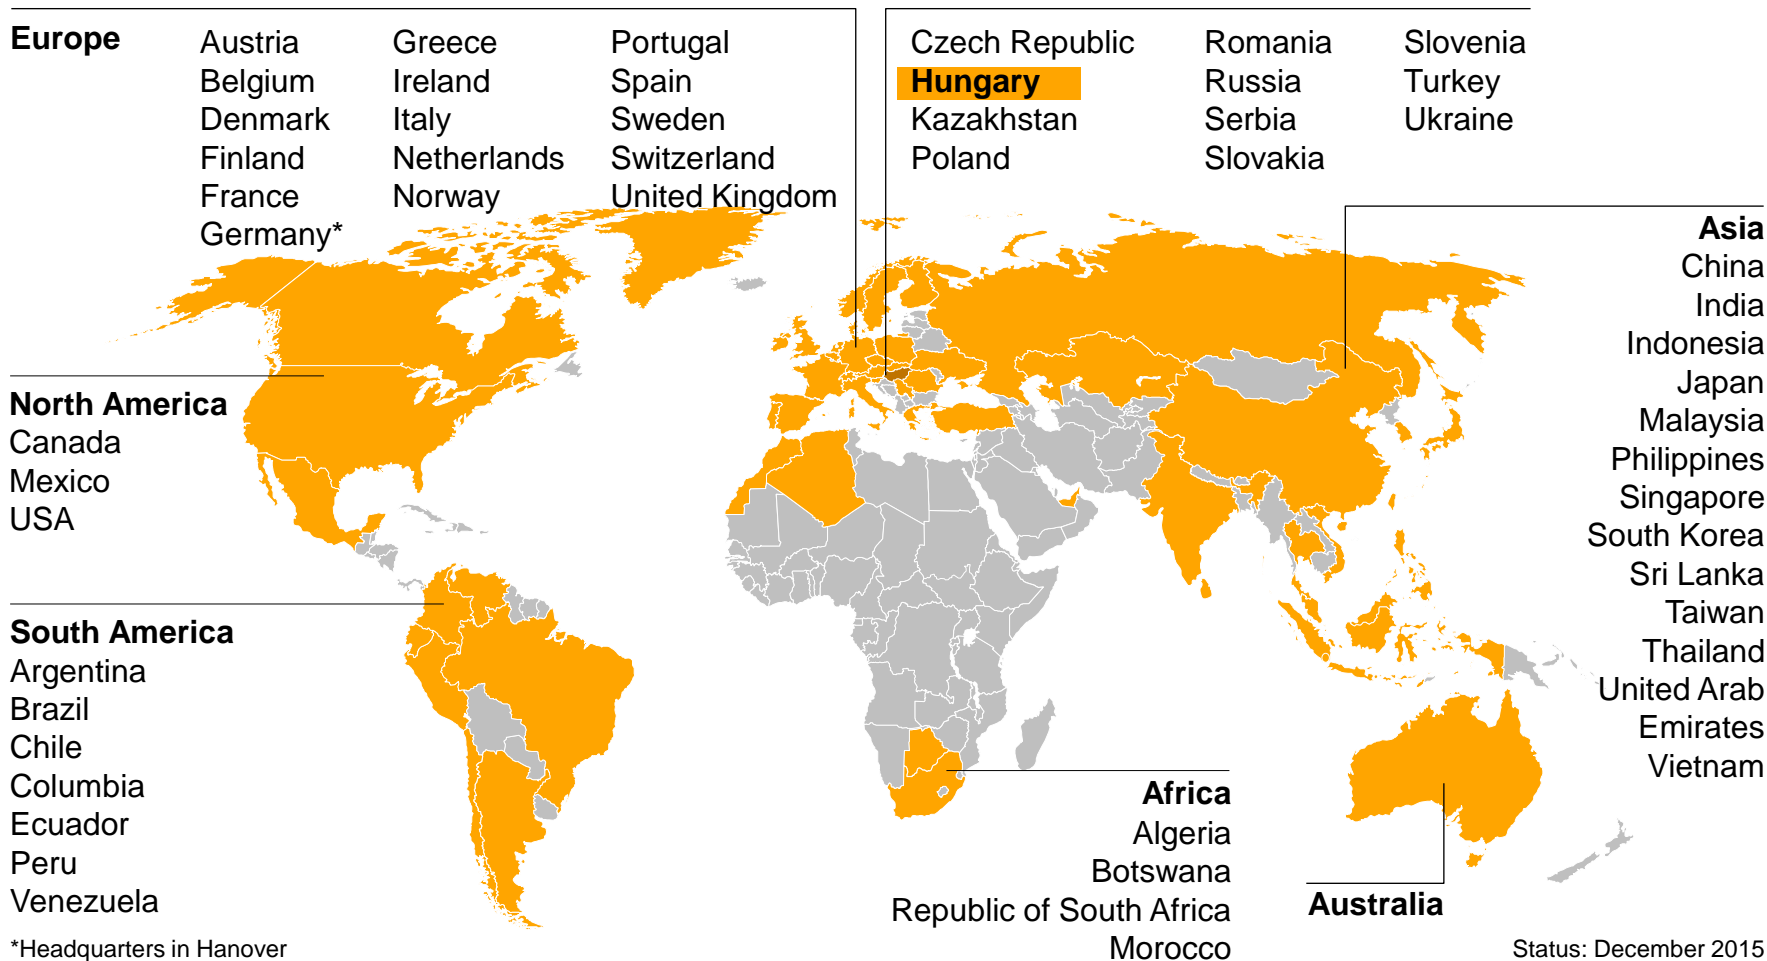 Europe
Austria
Belgium
Denmark
Finland
France
Germany*
Greece
Ireland
Italy
Netherlands
Norway
Portugal
Spain
Sweden
Switzerland
United Kingdom
Czech Republic
Hungary
Kazakhstan
Poland
Romania
Russia
Serbia
Slovakia
Slovenia
Turkey
Ukraine
North America
Canada
Mexico
USA
South America
Argentina
Brazil
Chile
Columbia
Ecuador
Peru
Venezuela
Asia
China
India
Indonesia
Japan
Malaysia
Philippines
Singapore
South Korea
Sri Lanka
Taiwan
Thailand
United Arab
Emirates
Vietnam
Africa
Algeria
Botswana
Republic of South Africa
Morocco
Australia
*Headquarters in Hanover
Status: December 2015